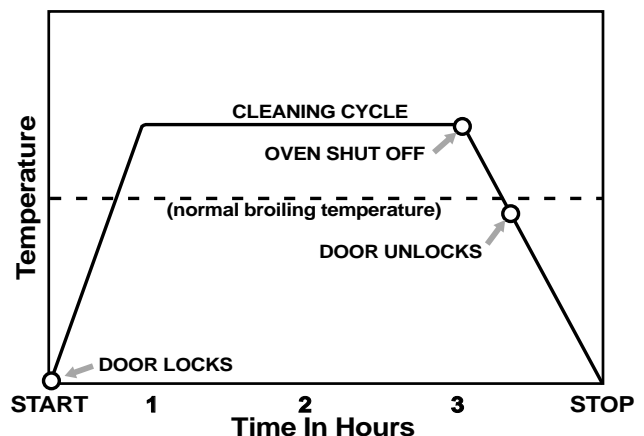 CLEANING CYCLE
OVEN SHUT OFF
(normal broiling temperature)
DOOR UNLOCKS
DOOR LOCKS
Temperature
START 1 2 3 STOP
Time In Hours